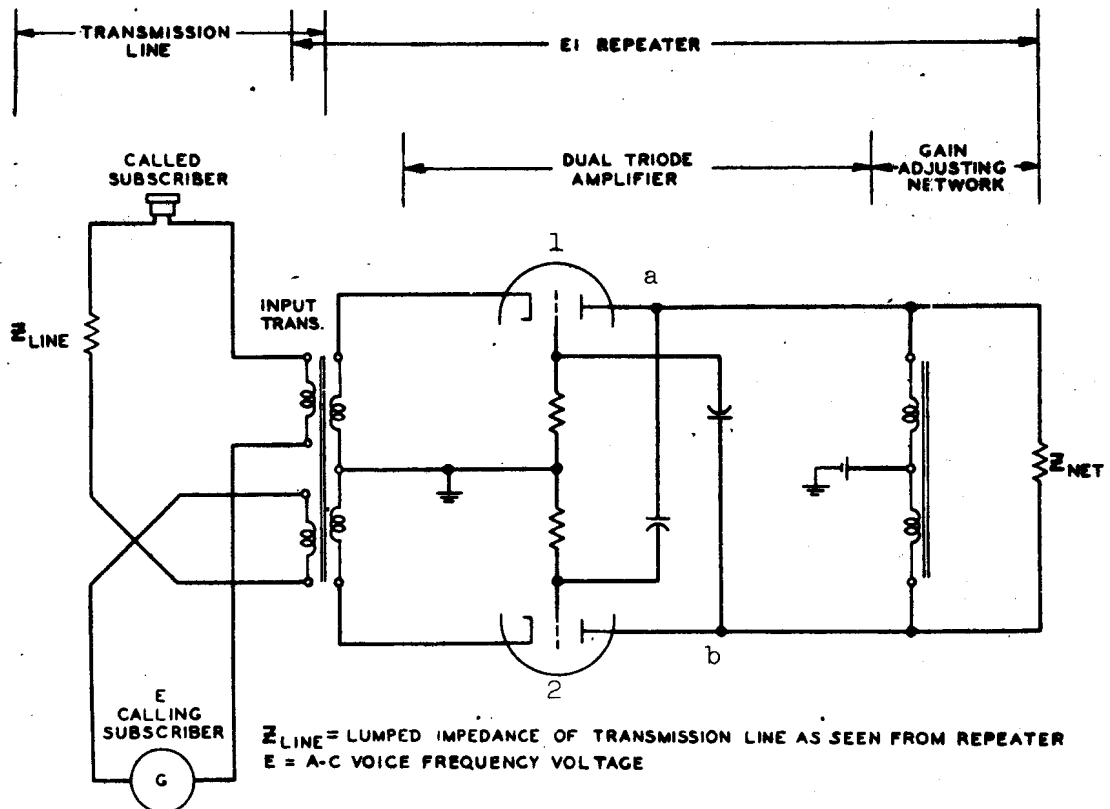 TRANSMISSION
LINE
E1 REPEATER
DUAL TRIODE
AMPLIFIER
GAIN
ADJUSTING
NETWORK
CALLED
SUBSCRIBER
1
a
INPUT
TRANS.
Z LINE
Z NET
b
2
E
CALLING
SUBSCRIBER
G
Z LINE = LUMPED IMPEDANCE OF TRANSMISSION LINE AS SEEN FROM REPEATER
E = A-C VOICE FREQUENCY VOLTAGE